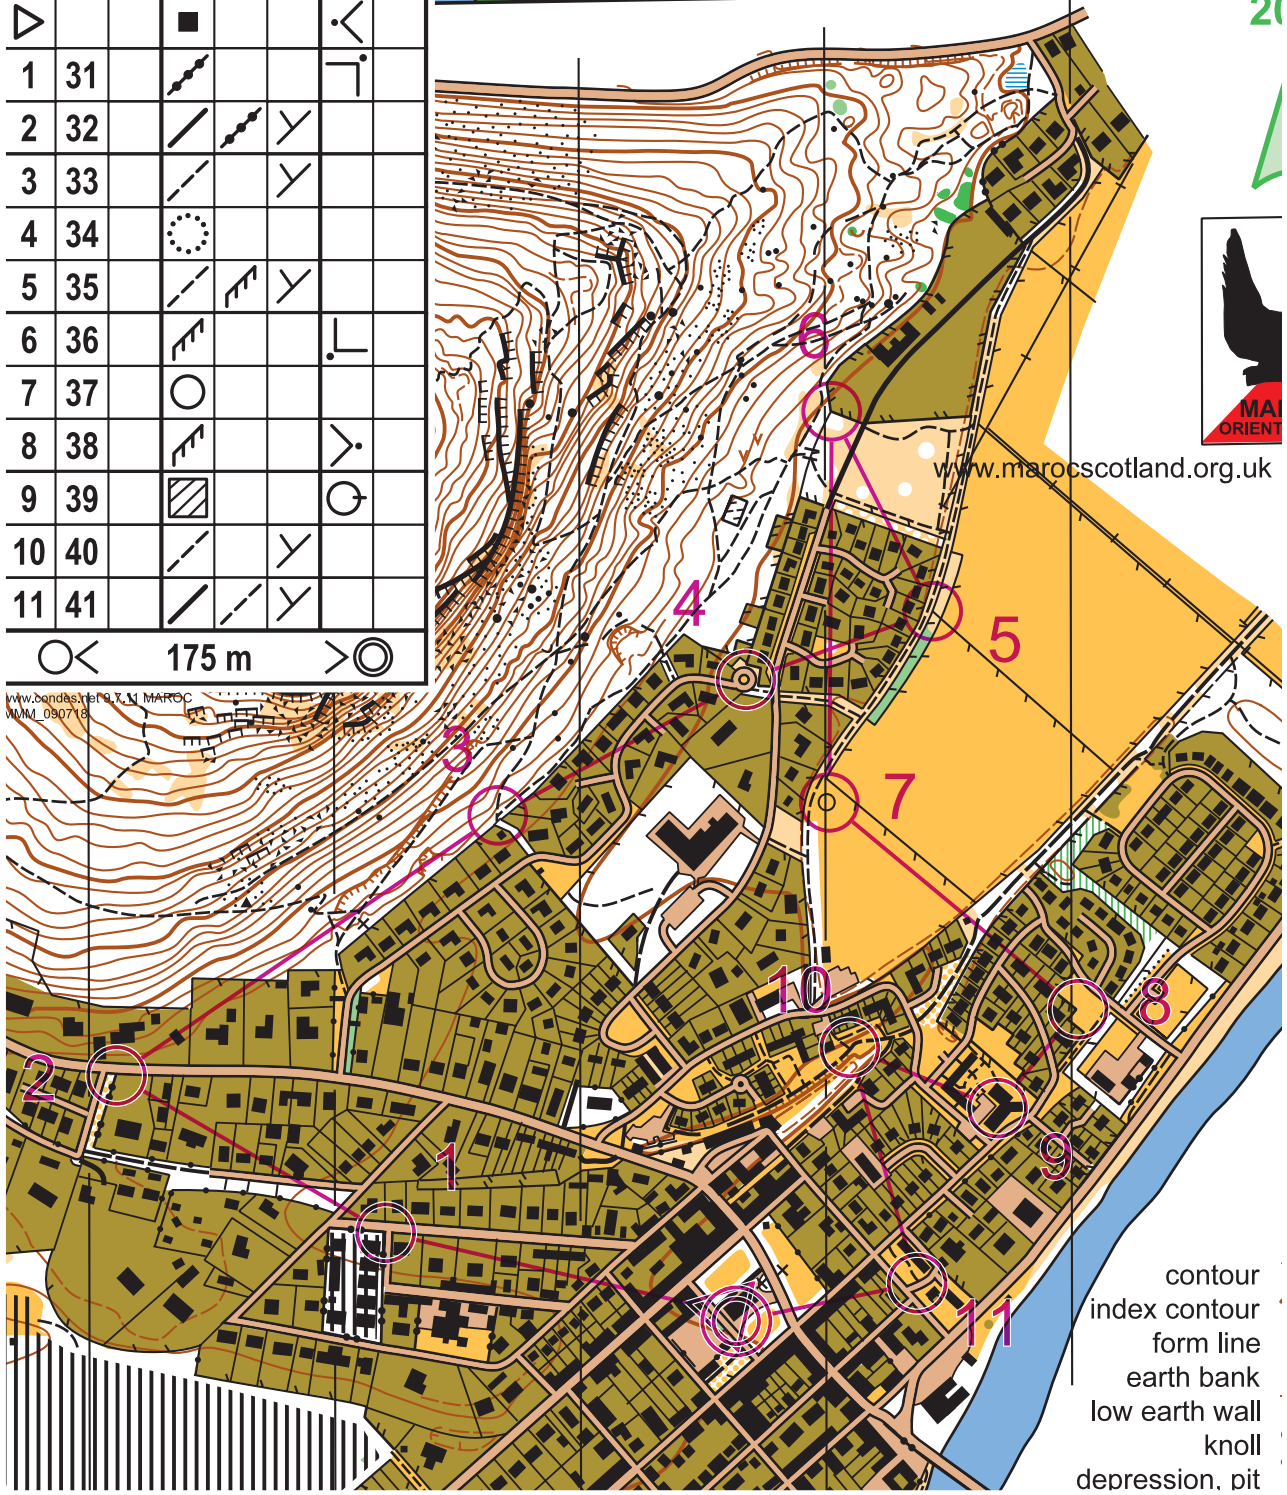 1 31
2 32
3 33
4 34
5 35
6 36
7 37
8 38
9 39
10 40
11 41
175 m
www.condes.net 9.7.11 MAROC
MM_090718
20
MAR
ORIENT
www.marocscotland.org.uk
6
4
5
3
7
10
8
2
1
9
11
contour
index contour
form line
earth bank
low earth wall
knoll
depression, pit